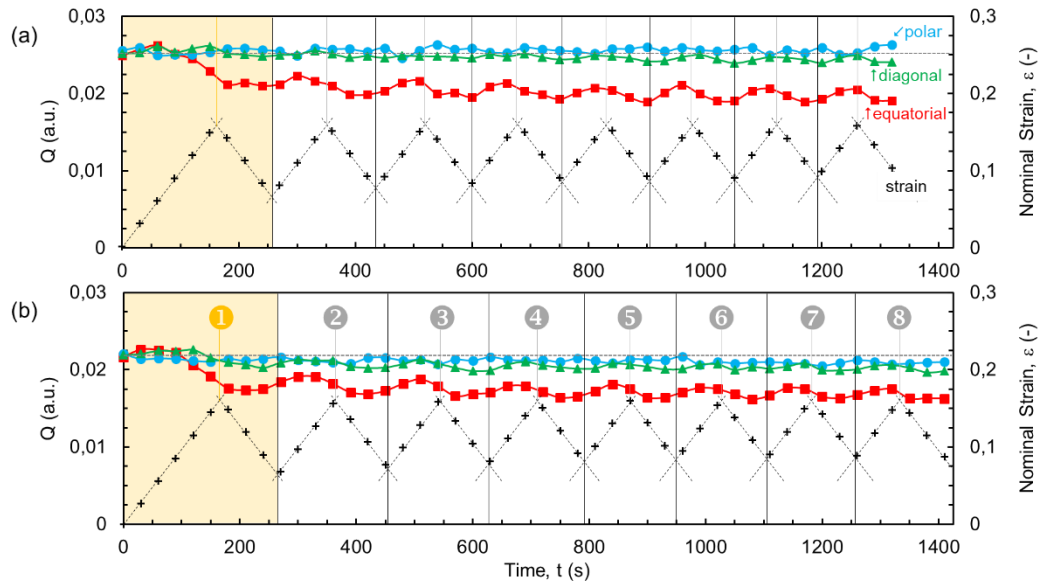 (a)
0,03
0,02
0,01
0
Q (a.u.)
↙polar
↑diagonal
↑equatorial
strain
0,3
0,2
0,1
0
Nominal Strain, ε (-)
0 200 400 600 800 1000 1200 1400
(b)
0,03
0,02
0,01
0
Q (a.u.)
1 2 3 4 5 6 7 8
0,3
0,2
0,1
0
Nominal Strain, ε (-)
0 200 400 600 800 1000 1200 1400
Time, t (s)